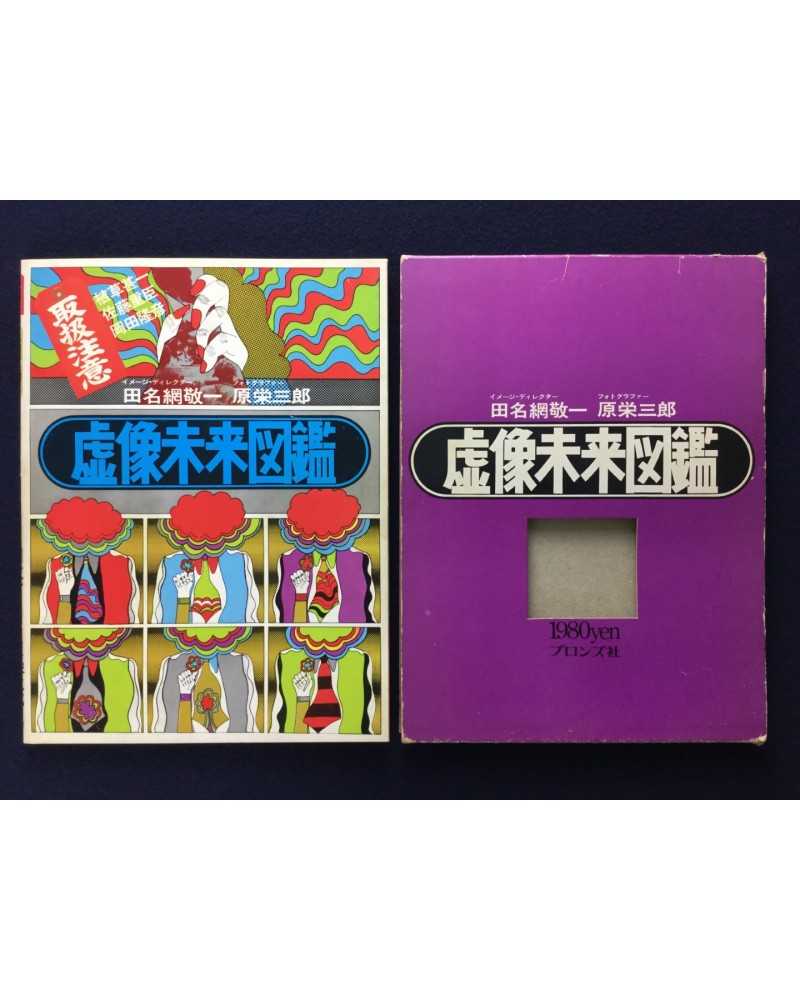 取扱注意
植草甚一
佐藤重臣
岡田隆彦
イメージ・ディレクター フォトグラファー
田名網敬一 原栄三郎
虚像未来図鑑
イメージ・ディレクター フォトグラファー
田名網敬一 原栄三郎
虚像未来図鑑
1980yen
ブロンズ社